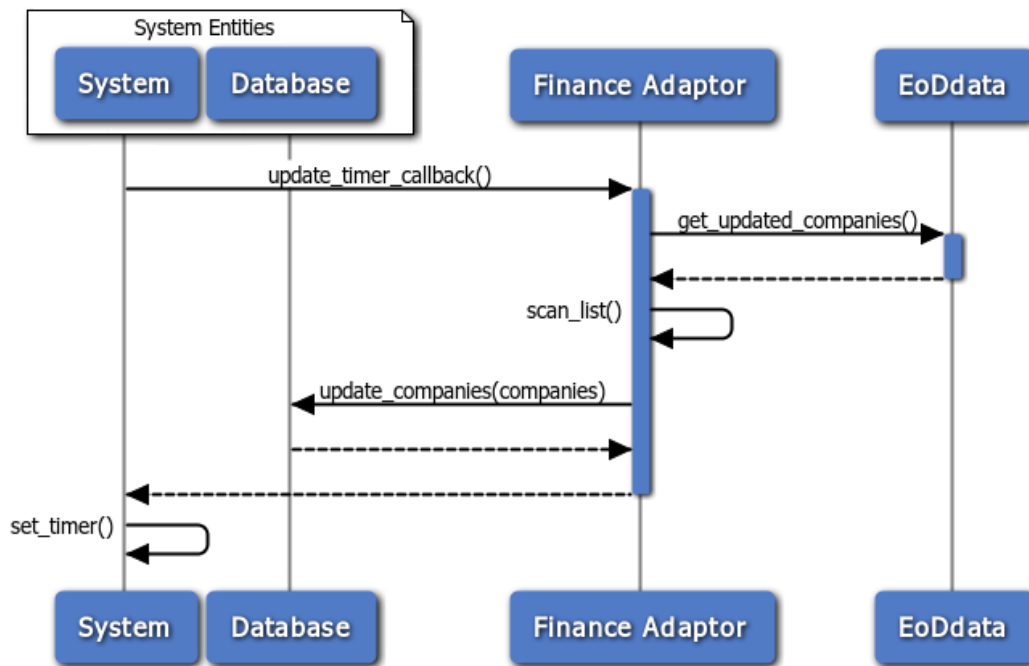 System Entities
System
Database
Finance Adaptor
EoDdata
update_timer_callback()
get_updated_companies()
scan_list()
update_companies(companies)
set_timer()
System
Database
Finance Adaptor
EoDdata